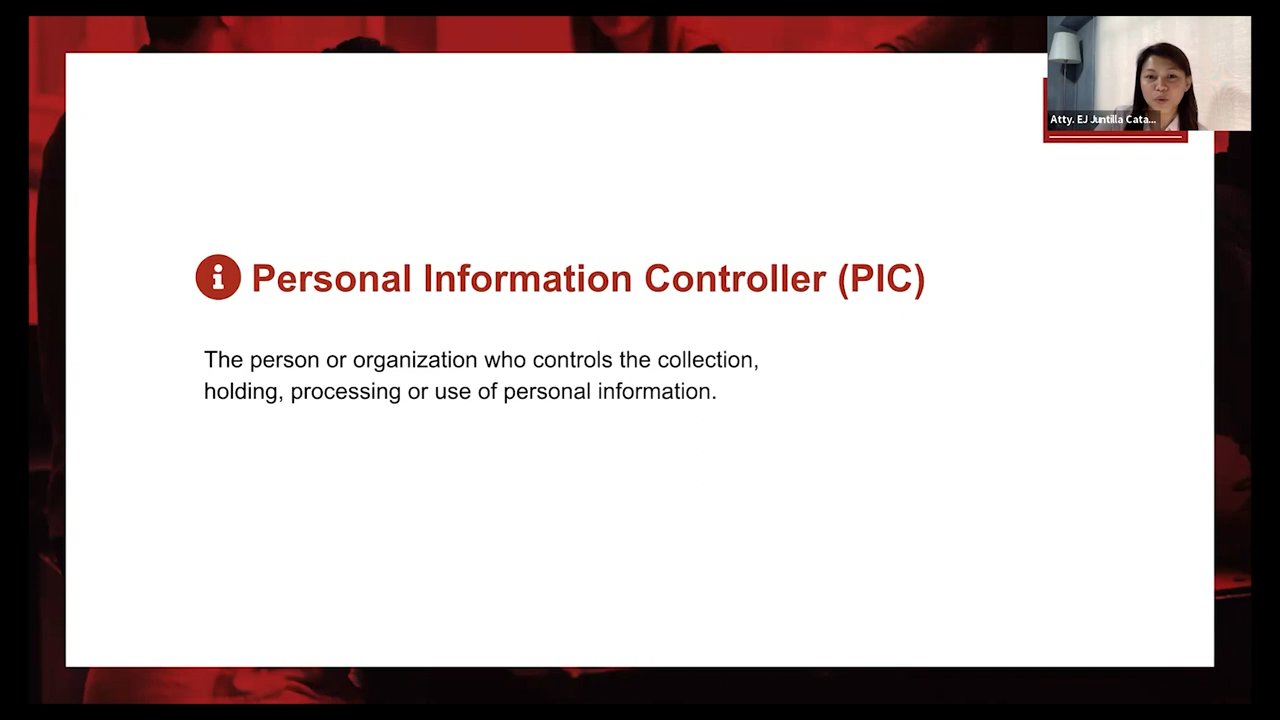 Atty. EJ Juntilla Cata...
Personal Information Controller (PIC)
The person or organization who controls the collection,
holding, processing or use of personal information.